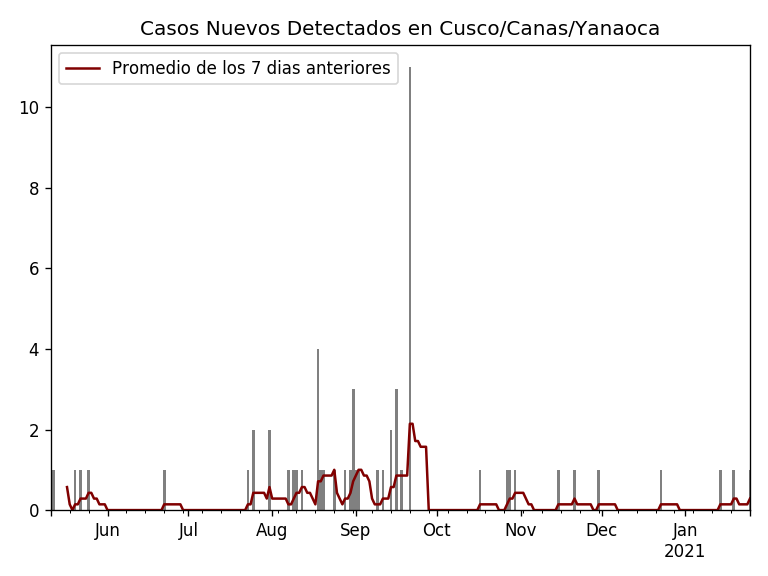 Casos Nuevos Detectados en Cusco/Canas/Yanaoca
Promedio de los 7 dias anteriores
10
8
6
4
2
0
Jun Jul Aug Sep Oct Nov Dec Jan
2021